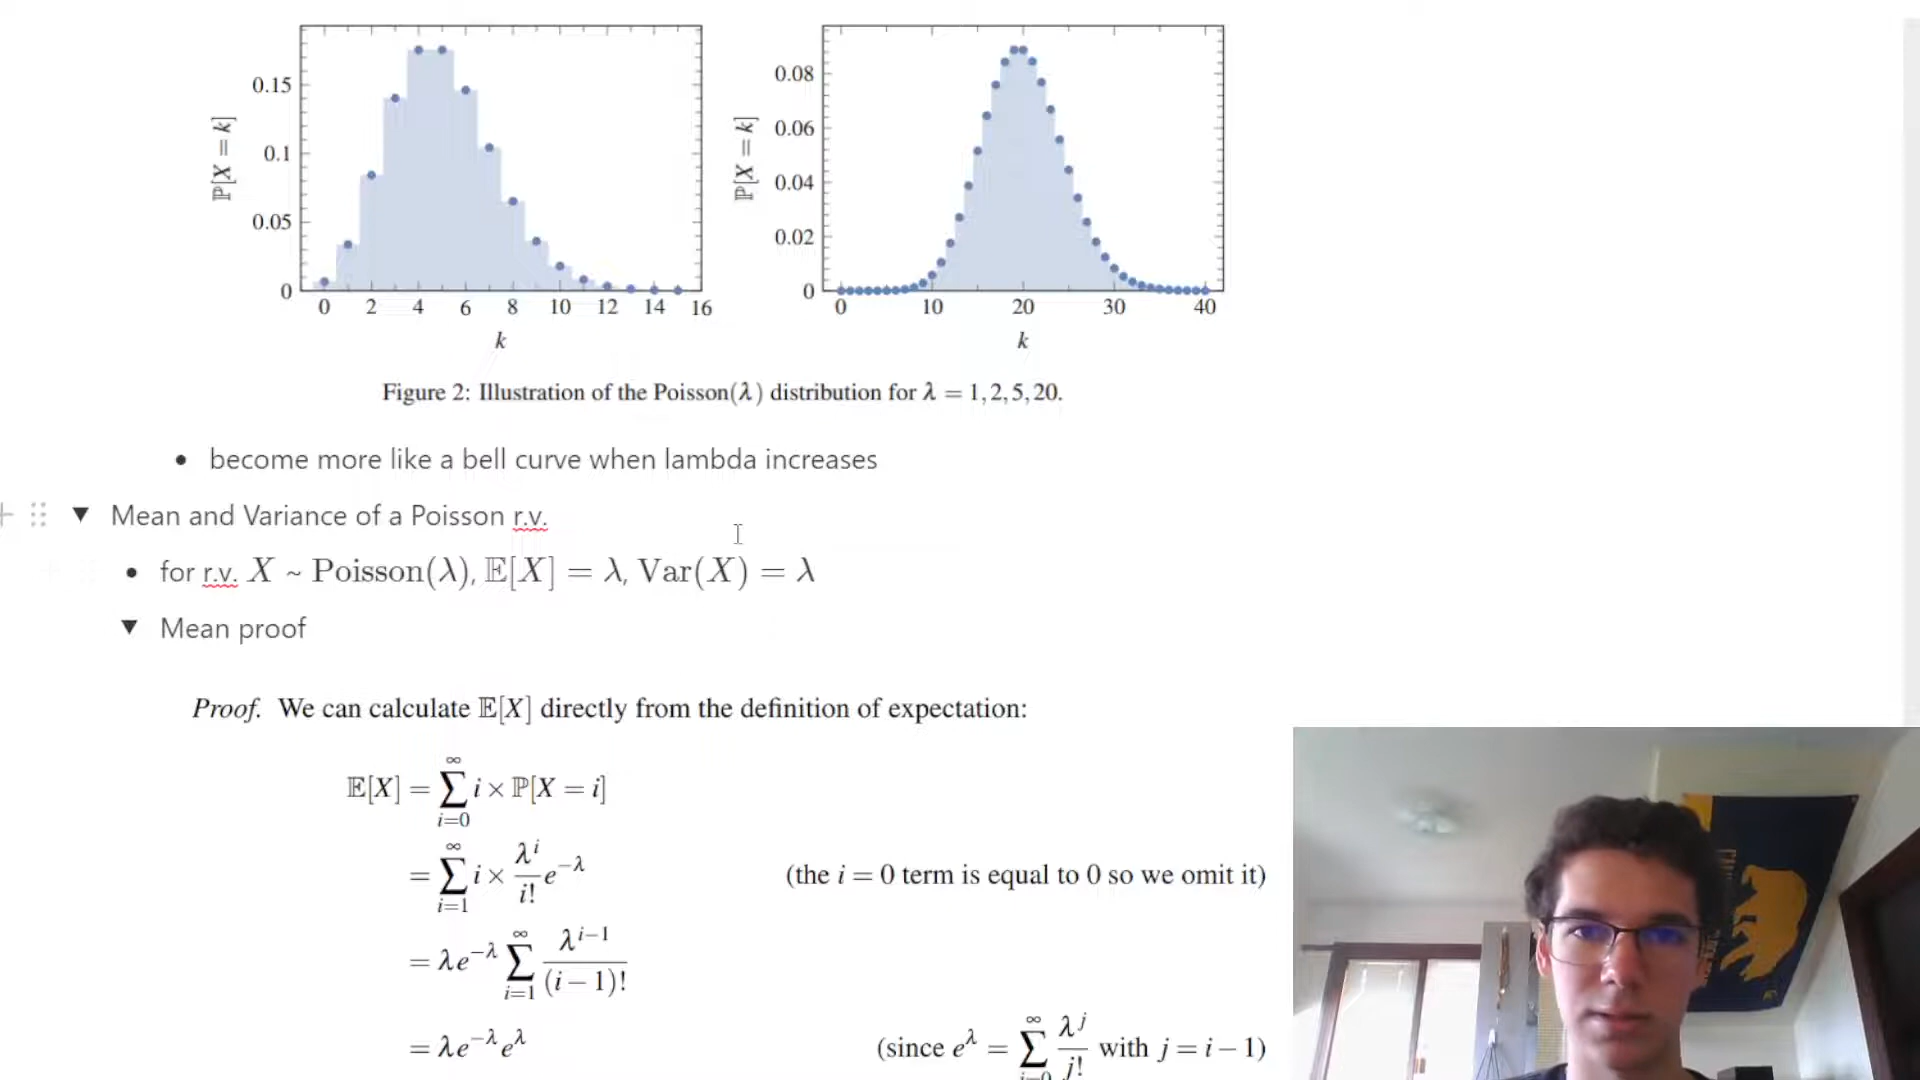 0.15
0.1
0.05
0
ℙ[X = k]
0 2 4 6 8 10 12 14 16
k
0.08
0.06
0.04
0.02
0
ℙ[X = k]
0 10 20 30 40
k
Figure 2: Illustration of the Poisson(λ) distribution for λ = 1,2,5,20.
• become more like a bell curve when lambda increases
▼ Mean and Variance of a Poisson r.v.
• for r.v. X ~ Poisson(λ), 𝔼[X] = λ, Var(X) = λ
▼ Mean proof
Proof. We can calculate 𝔼[X] directly from the definition of expectation:
𝔼[X] = ∑_{i=0}^{∞} i × ℙ[X = i]
= ∑_{i=1}^{∞} i × \frac{λ^i}{i!} e^{−λ} (the i = 0 term is equal to 0 so we omit it)
= λe^{−λ} ∑_{i=1}^{∞} \frac{λ^{i−1}}{(i−1)!}
= λe^{−λ}e^{λ} (since e^{λ} = ∑_{j=0}^{∞} \frac{λ^j}{j!} with j = i − 1)